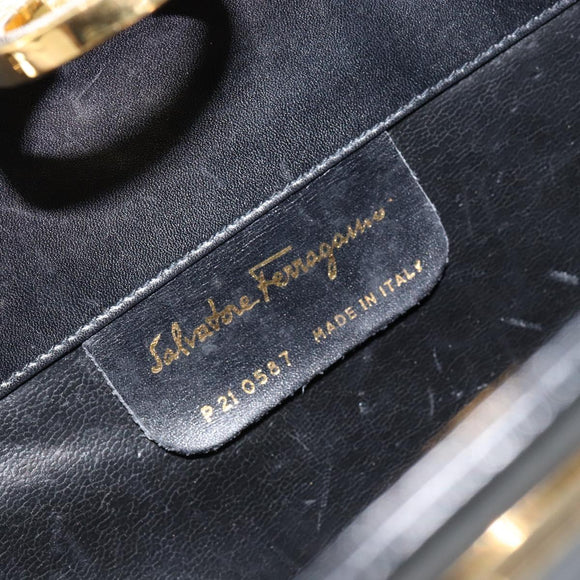 Salvatore Ferragamo
P 21 0587 MADE IN ITALY